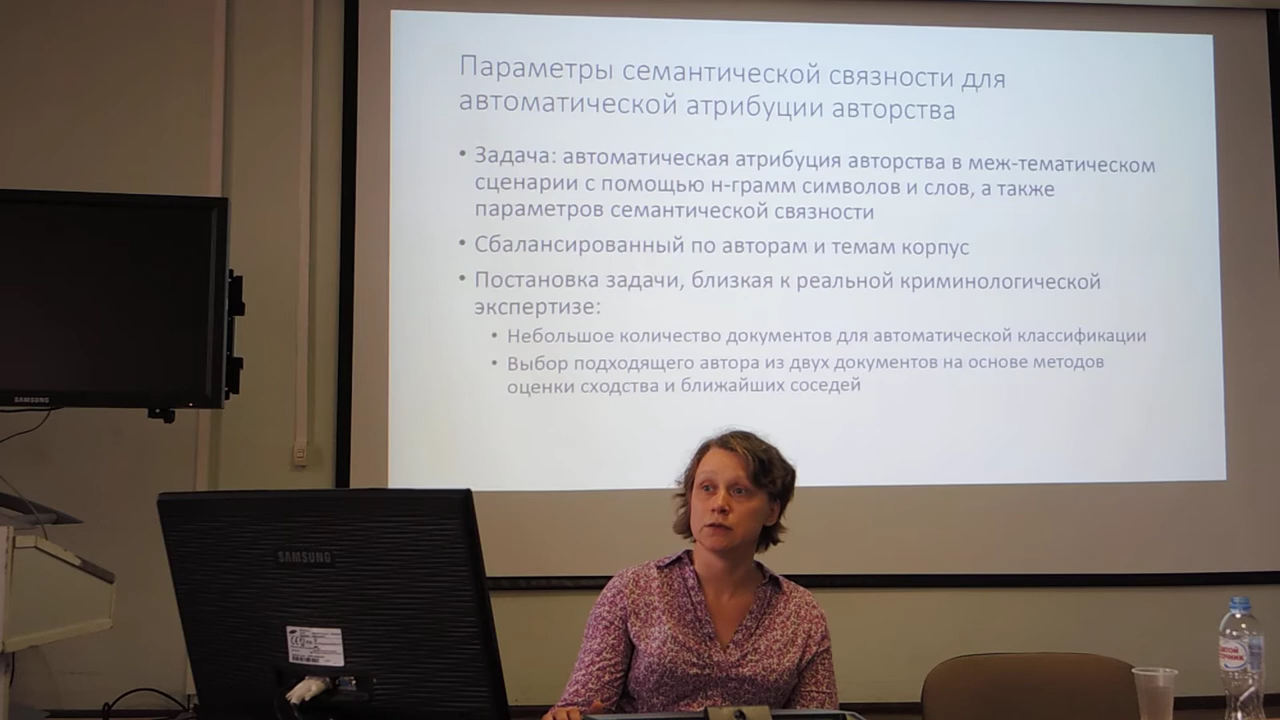 Параметры семантической связности для
автоматической атрибуции авторства
• Задача: автоматическая атрибуция авторства в меж-тематическом
сценарии с помощью н-грамм символов и слов, а также
параметров семантической связности
• Сбалансированный по авторам и темам корпус
• Постановка задачи, близкая к реальной криминологической
экспертизе:
• Небольшое количество документов для автоматической классификации
• Выбор подходящего автора из двух документов на основе методов
оценки сходства и ближайших соседей
SAMSUNG
SAMSUNG